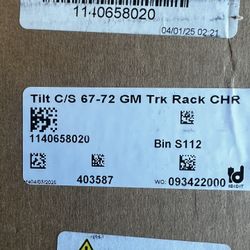 1140658020
04/01/25 02:21
Tilt C/S 67-72 GM Trk Rack CHR
1140658020
Bin S112
403587
WO: 093422000
ididit